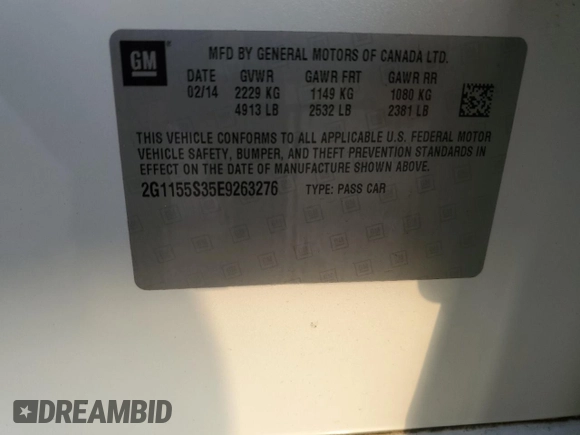 GM
MFD BY GENERAL MOTORS OF CANADA LTD.
DATE GVWR GAWR FRT GAWR RR
02/14 2229 KG 1149 KG 1080 KG
4913 LB 2532 LB 2381 LB
THIS VEHICLE CONFORMS TO ALL APPLICABLE U.S. FEDERAL MOTOR
VEHICLE SAFETY, BUMPER, AND THEFT PREVENTION STANDARDS IN
EFFECT ON THE DATE OF MANUFACTURE SHOWN ABOVE.
2G1155S35E9263276 TYPE: PASS CAR
DREAMBID